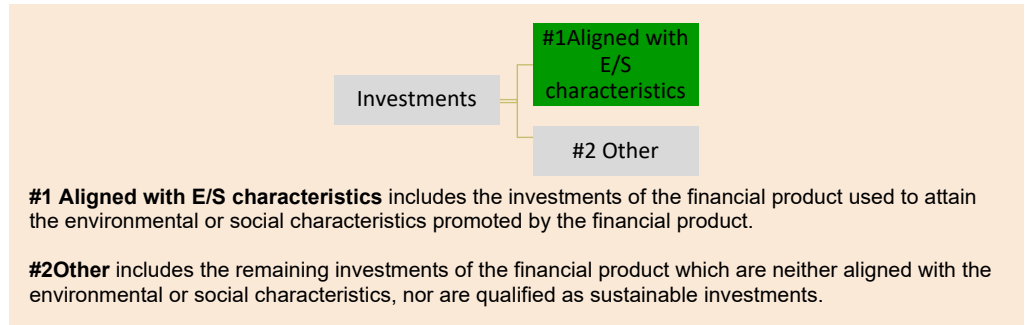 #1Aligned with
E/S
characteristics
Investments
#2 Other
#1 Aligned with E/S characteristics includes the investments of the financial product used to attain
the environmental or social characteristics promoted by the financial product.
#2Other includes the remaining investments of the financial product which are neither aligned with the
environmental or social characteristics, nor are qualified as sustainable investments.